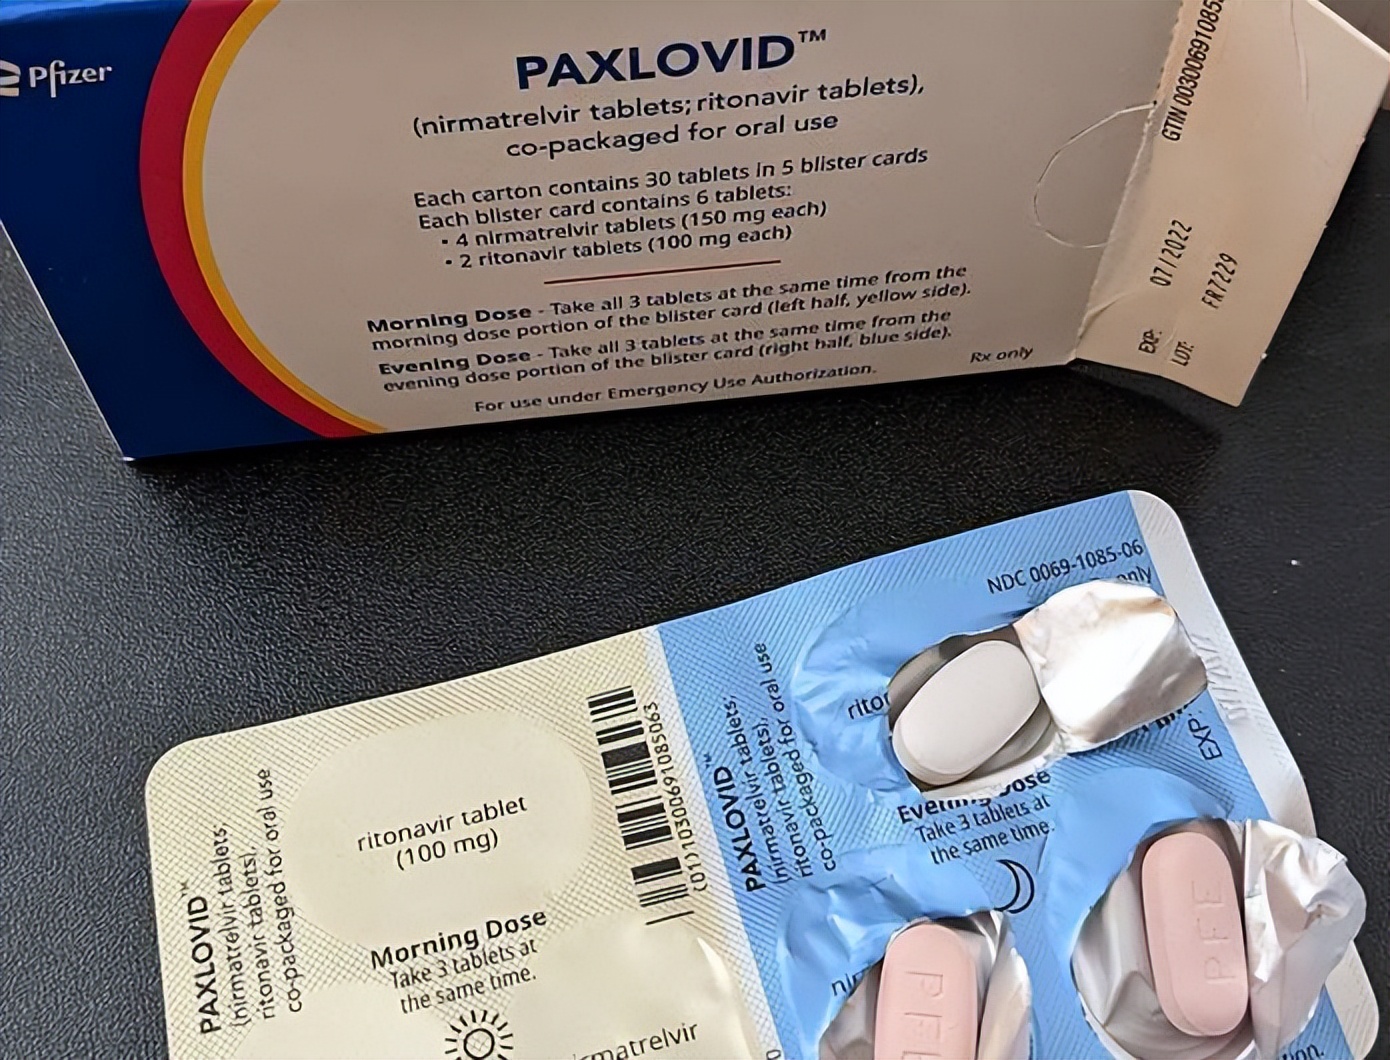 Pfizer
PAXLOVID™
(nirmatrelvir tablets; ritonavir tablets),
co-packaged for oral use
Each carton contains 30 tablets in 5 blister cards
Each blister card contains 6 tablets:
• 4 nirmatrelvir tablets (150 mg each)
• 2 ritonavir tablets (100 mg each)
Morning Dose - Take all 3 tablets at the same time from the
morning dose portion of the blister card (left half, yellow side).
Evening Dose - Take all 3 tablets at the same time from the
evening dose portion of the blister card (right half, blue side).
For use under Emergency Use Authorization.
Rx only
GTIN 00300691085
EXP: 07/2022
LOT: FR7229
PAXLOVID™
(nirmatrelvir tablets;
ritonavir tablets),
co-packaged for oral use
ritonavir tablet
(100 mg)
Morning Dose
Take 3 tablets at
the same time.
matrelvir
(01)10300691085063
PAXLOVID™
(nirmatrelvir tablets;
ritonavir tablets),
co-packaged for oral use
NDC 0069-1085-06
only
rito
EXP:
Evening Dose
Take 3 tablets at
the same time.
PFE
nir
PFE
tion.